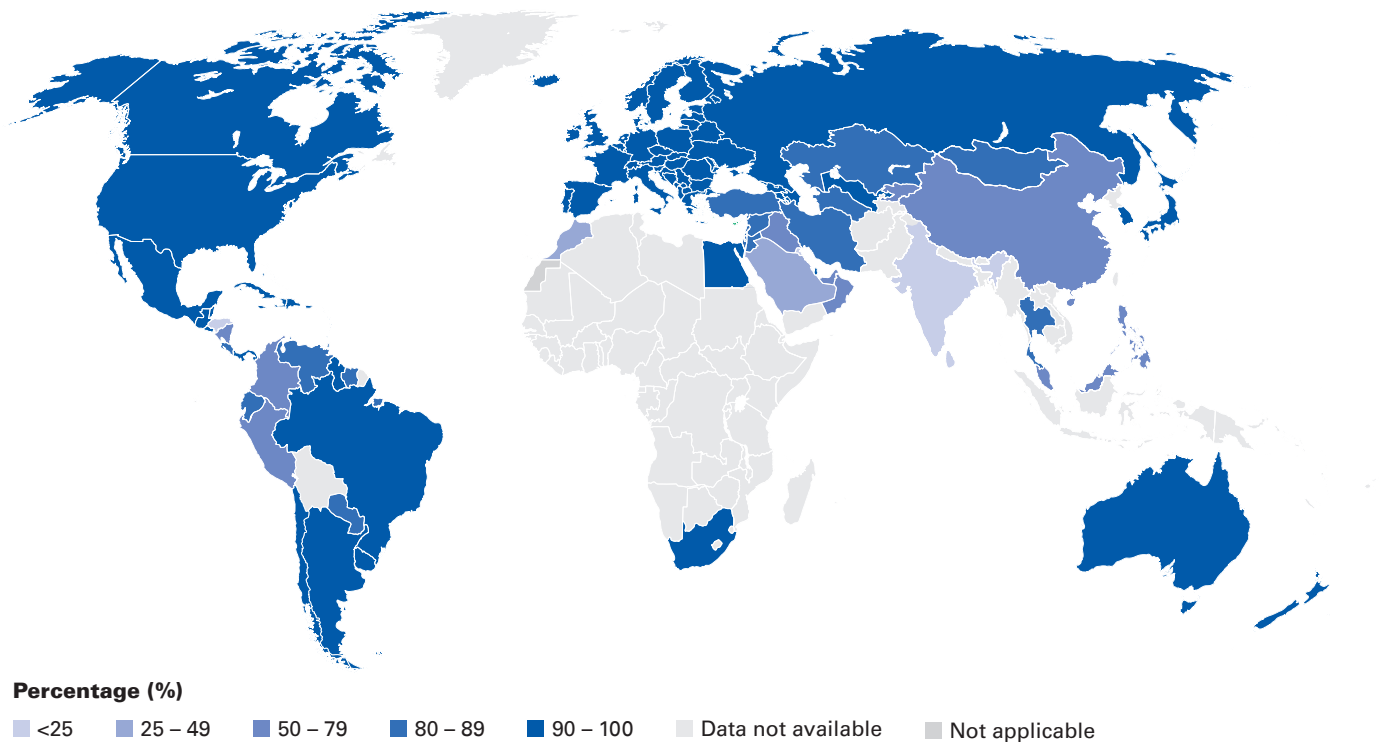 Percentage (%)
<25 25 – 49 50 – 79 80 – 89 90 – 100 Data not available Not applicable